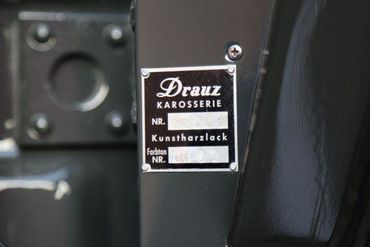 Drauz
KAROSSERIE
NR.
Kunstharzlack
Farbton
NR.